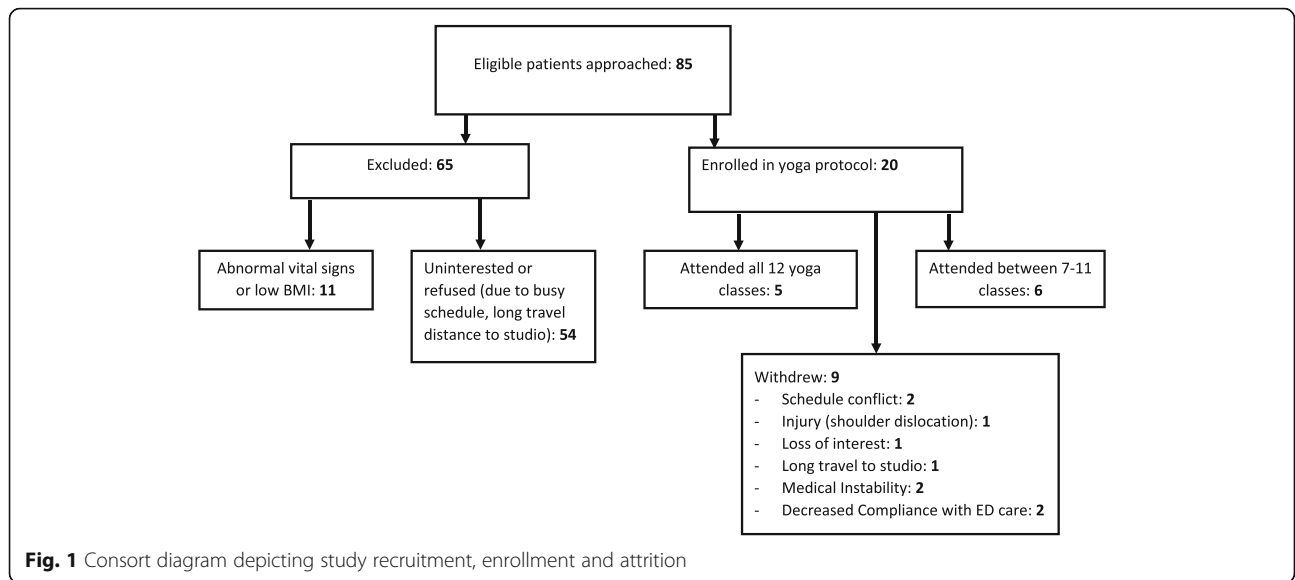 Eligible patients approached: 85
Excluded: 65
Enrolled in yoga protocol: 20
Abnormal vital signs
or low BMI: 11
Uninterested or
refused (due to busy
schedule, long travel
distance to studio): 54
Attended all 12 yoga
classes: 5
Attended between 7-11
classes: 6
Withdrew: 9
- Schedule conflict: 2
- Injury (shoulder dislocation): 1
- Loss of interest: 1
- Long travel to studio: 1
- Medical Instability: 2
- Decreased Compliance with ED care: 2
Fig. 1 Consort diagram depicting study recruitment, enrollment and attrition